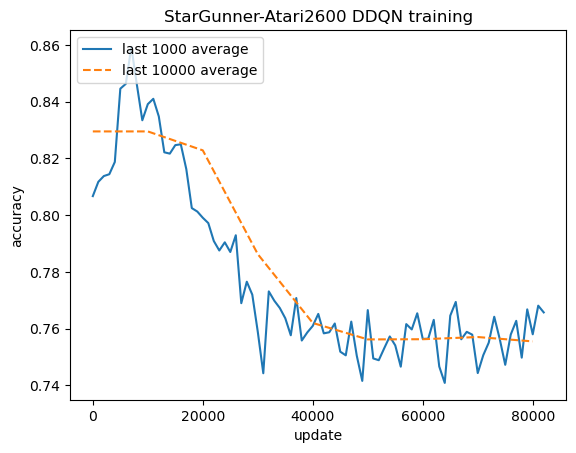 StarGunner-Atari2600 DDQN training
last 1000 average
last 10000 average
0.86
0.84
0.82
0.80
0.78
0.76
0.74
accuracy
0
20000
40000
60000
80000
update